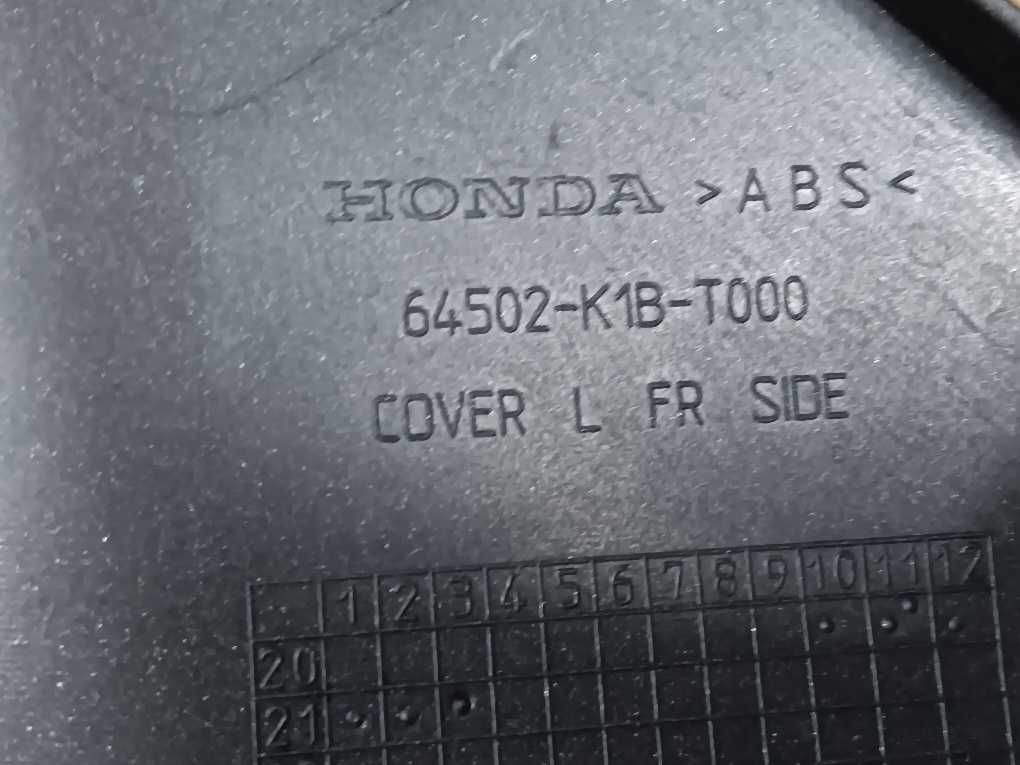 HONDA >ABS<
64502-K1B-T000
COVER L FR SIDE
1 2 3 4 5 6 7 8 9 10 11 12
20
21